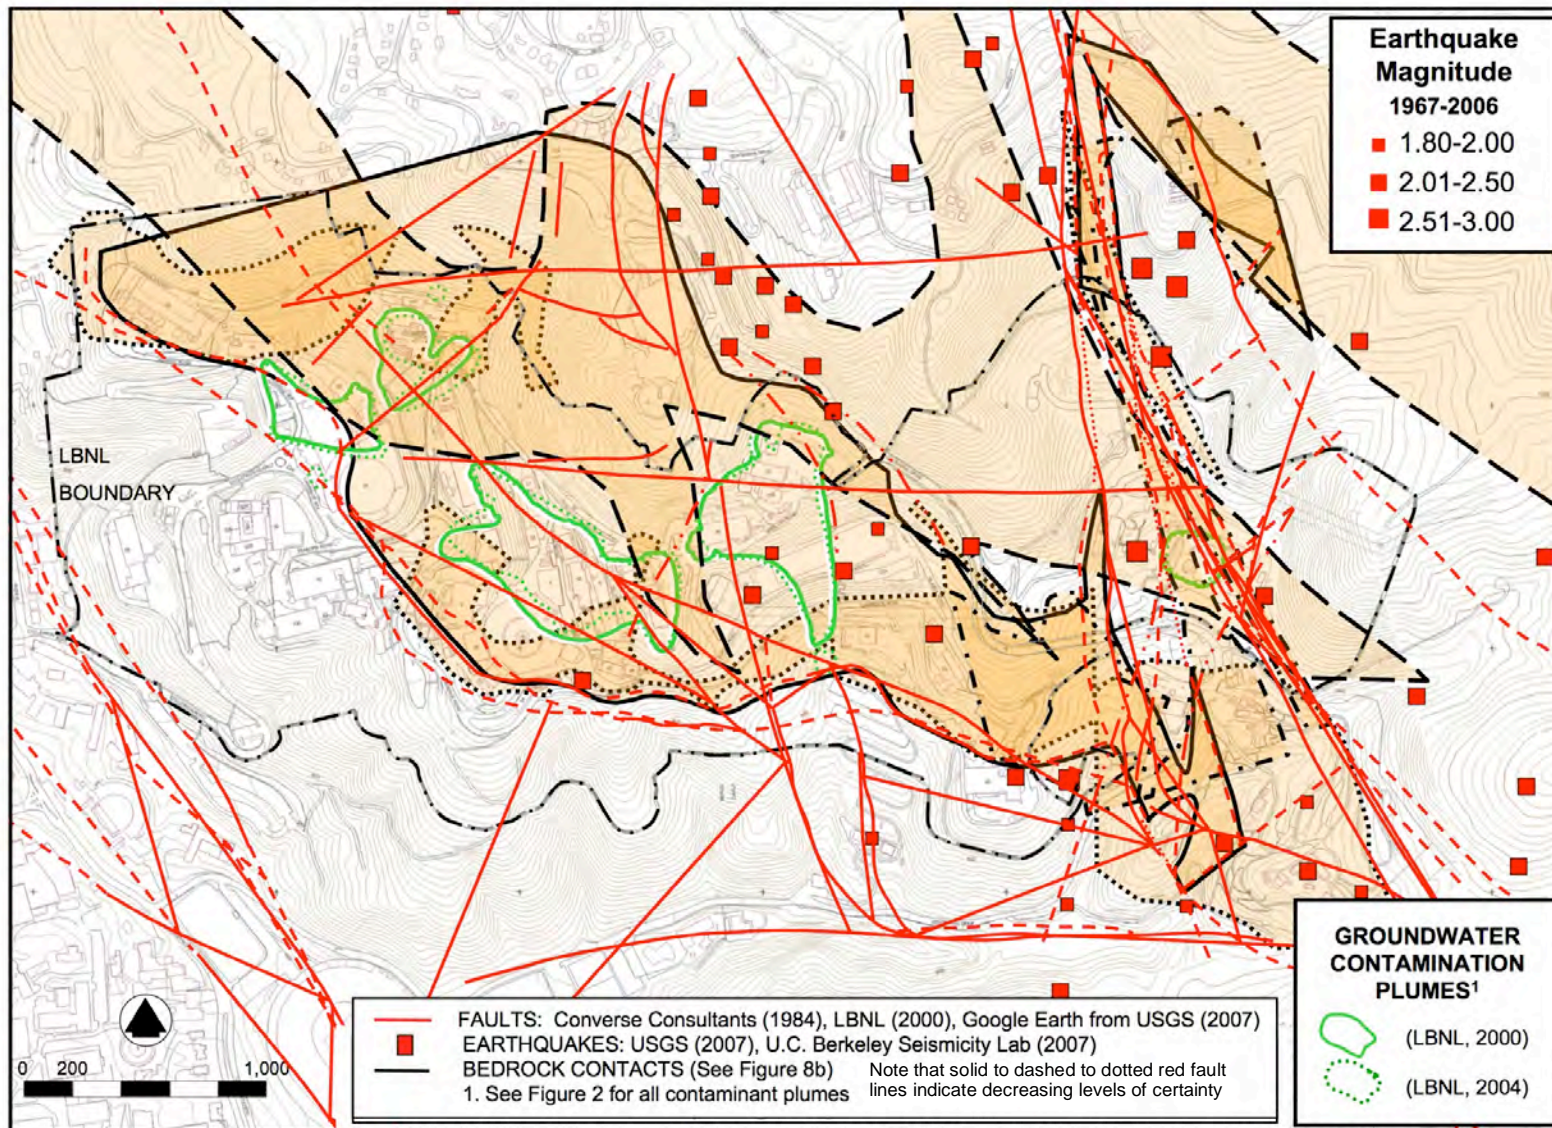 Earthquake
Magnitude
1967-2006
1.80-2.00
2.01-2.50
2.51-3.00
LBNL
BOUNDARY
GROUNDWATER
CONTAMINATION
PLUMES1
(LBNL, 2000)
(LBNL, 2004)
0 200 1,000
FAULTS: Converse Consultants (1984), LBNL (2000), Google Earth from USGS (2007)
EARTHQUAKES: USGS (2007), U.C. Berkeley Seismicity Lab (2007)
BEDROCK CONTACTS (See Figure 8b)
1. See Figure 2 for all contaminant plumes
Note that solid to dashed to dotted red fault
lines indicate decreasing levels of certainty